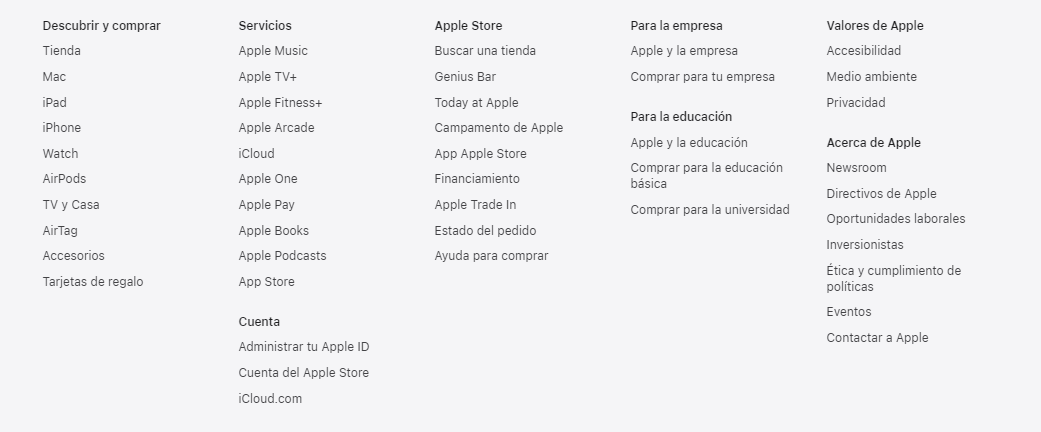 Descubrir y comprar
Tienda
Mac
iPad
iPhone
Watch
AirPods
TV y Casa
AirTag
Accesorios
Tarjetas de regalo
Servicios
Apple Music
Apple TV+
Apple Fitness+
Apple Arcade
iCloud
Apple One
Apple Pay
Apple Books
Apple Podcasts
App Store
Cuenta
Administrar tu Apple ID
Cuenta del Apple Store
iCloud.com
Apple Store
Buscar una tienda
Genius Bar
Today at Apple
Campamento de Apple
App Apple Store
Financiamiento
Apple Trade In
Estado del pedido
Ayuda para comprar
Para la empresa
Apple y la empresa
Comprar para tu empresa
Para la educación
Apple y la educación
Comprar para la educación
básica
Comprar para la universidad
Valores de Apple
Accesibilidad
Medio ambiente
Privacidad
Acerca de Apple
Newsroom
Directivos de Apple
Oportunidades laborales
Inversionistas
Ética y cumplimiento de
políticas
Eventos
Contactar a Apple